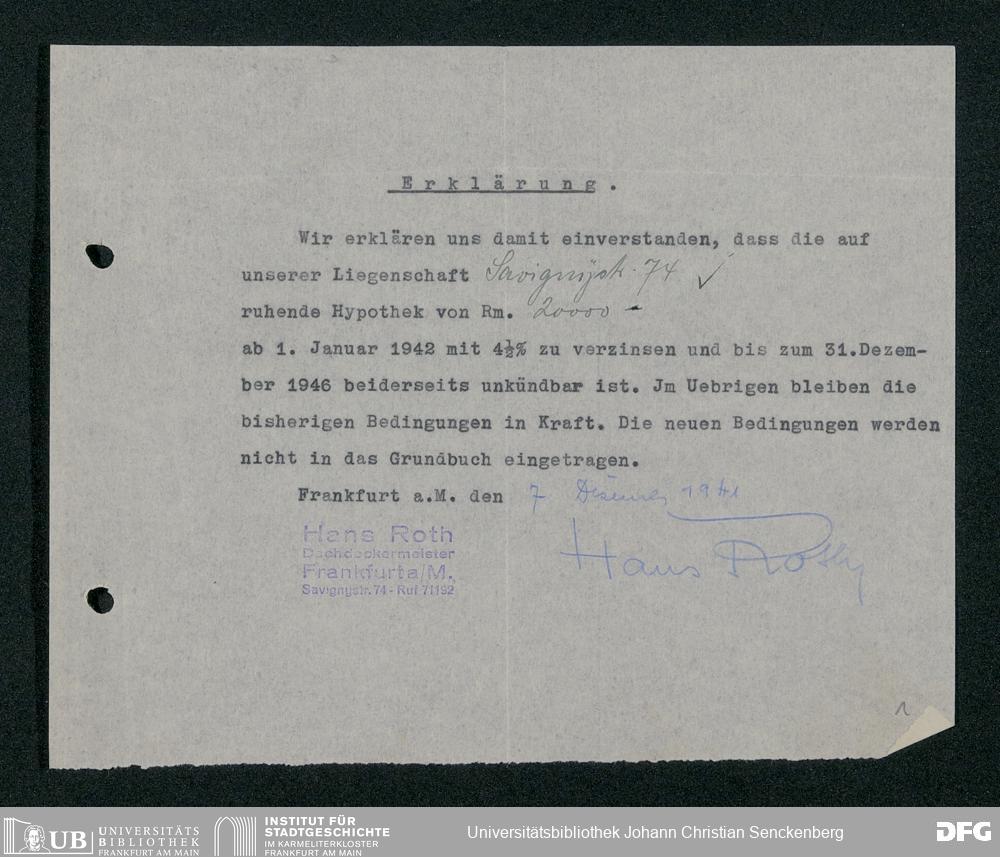 Erklärung.
Wir erklären uns damit einverstanden, dass die auf
unserer Liegenschaft Savignystr. 74 ✓
ruhende Hypothek von Rm. 20000 -
ab 1. Januar 1942 mit 4½% zu verzinsen und bis zum 31.Dezem-
ber 1946 beiderseits unkündbar ist. Jm Uebrigen bleiben die
bisherigen Bedingungen in Kraft. Die neuen Bedingungen werden
nicht in das Grundbuch eingetragen.
Frankfurt a.M. den 7 Dezember 1941
Hans Roth
Dachdeckermeister
Frankfurt a/M.
Savignystr. 74 - Ruf 71192
Hans Roth
1
UB UNIVERSITÄTS
BIBLIOTHEK
FRANKFURT AM MAIN
INSTITUT FÜR
STADTGESCHICHTE
IM KARMELITERKLOSTER
FRANKFURT AM MAIN
Universitätsbibliothek Johann Christian Senckenberg
DFG